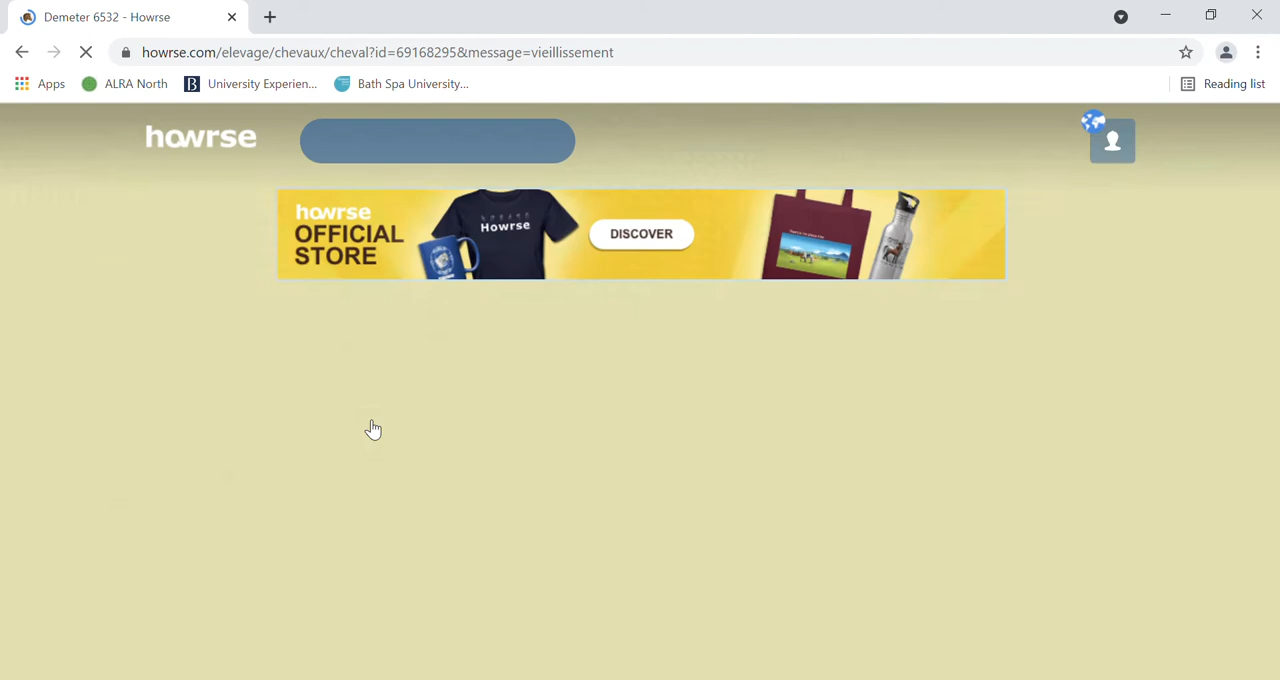 Demeter 6532 - Howrse
howrse.com/elevage/chevaux/cheval?id=69168295&message=vieillissement
Apps ALRA North B University Experien... Bath Spa University... Reading list
howrse
howrse
OFFICIAL
STORE
Howrse
DISCOVER